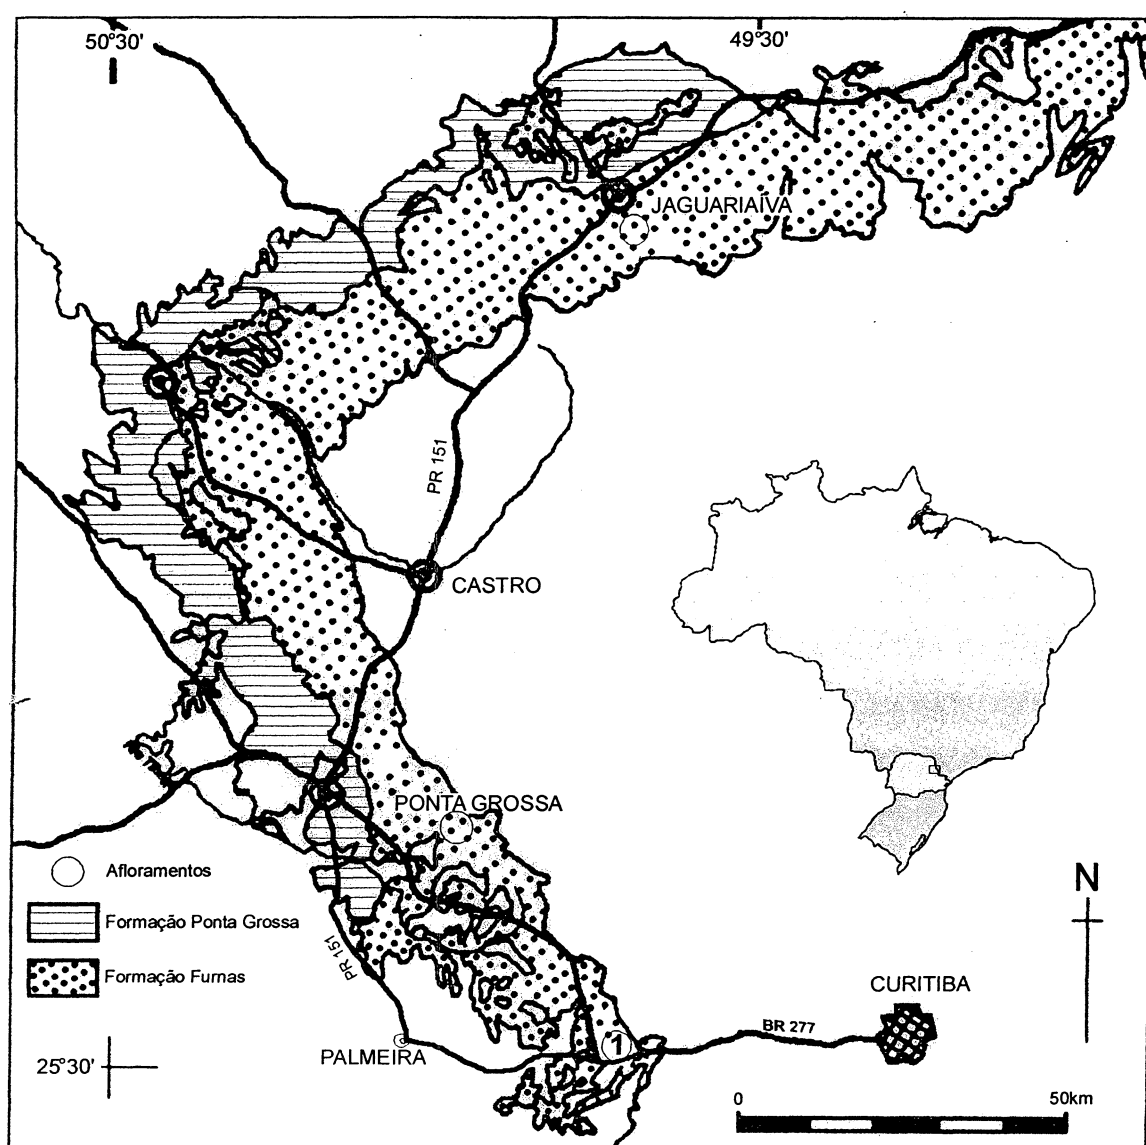 50°30'
49°30'
JAGUARIAÍVA
PR 151
CASTRO
PONTA GROSSA
Afloramentos
Formação Ponta Grossa
Formação Furnas
N
PR 151
CURITIBA
BR 277
1
PALMEIRA
25°30'
0 50km